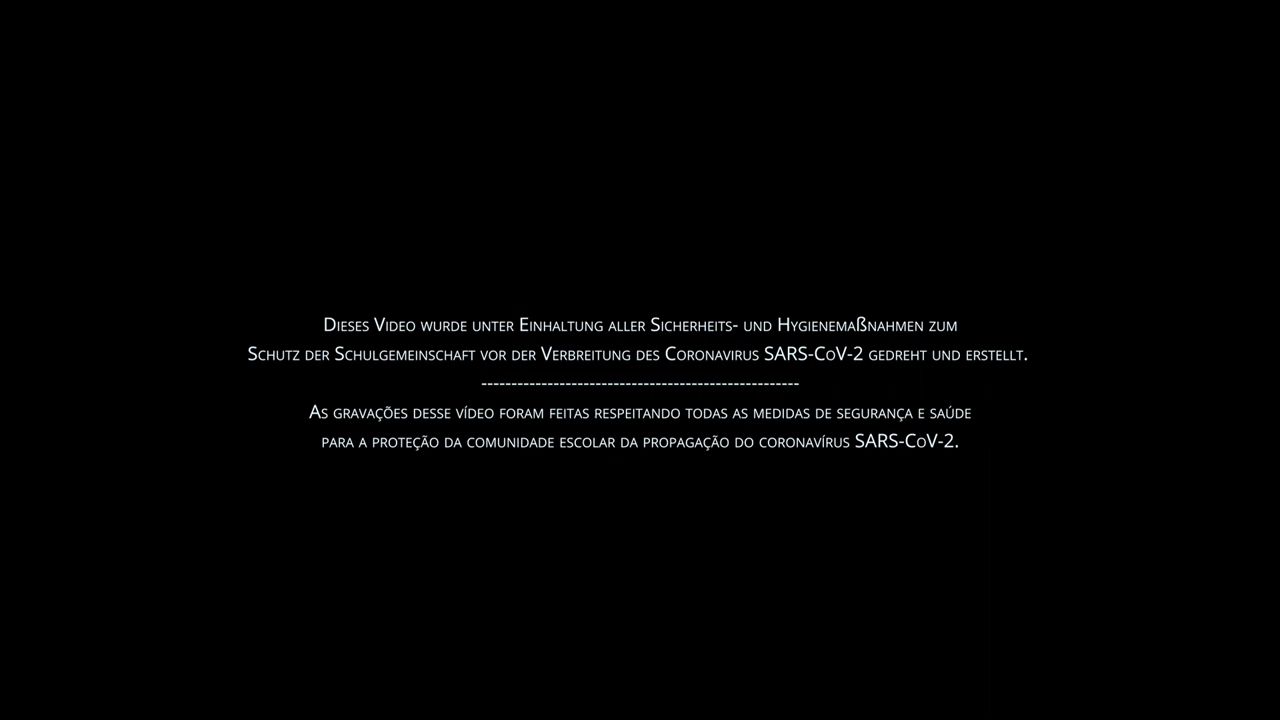 Dieses Video wurde unter Einhaltung aller Sicherheits- und Hygienemaßnahmen zum
Schutz der Schulgemeinschaft vor der Verbreitung des Coronavirus SARS-CoV-2 gedreht und erstellt.
-----------------------------------------------------
As gravações desse vídeo foram feitas respeitando todas as medidas de segurança e saúde
para a proteção da comunidade escolar da propagação do coronavírus SARS-CoV-2.